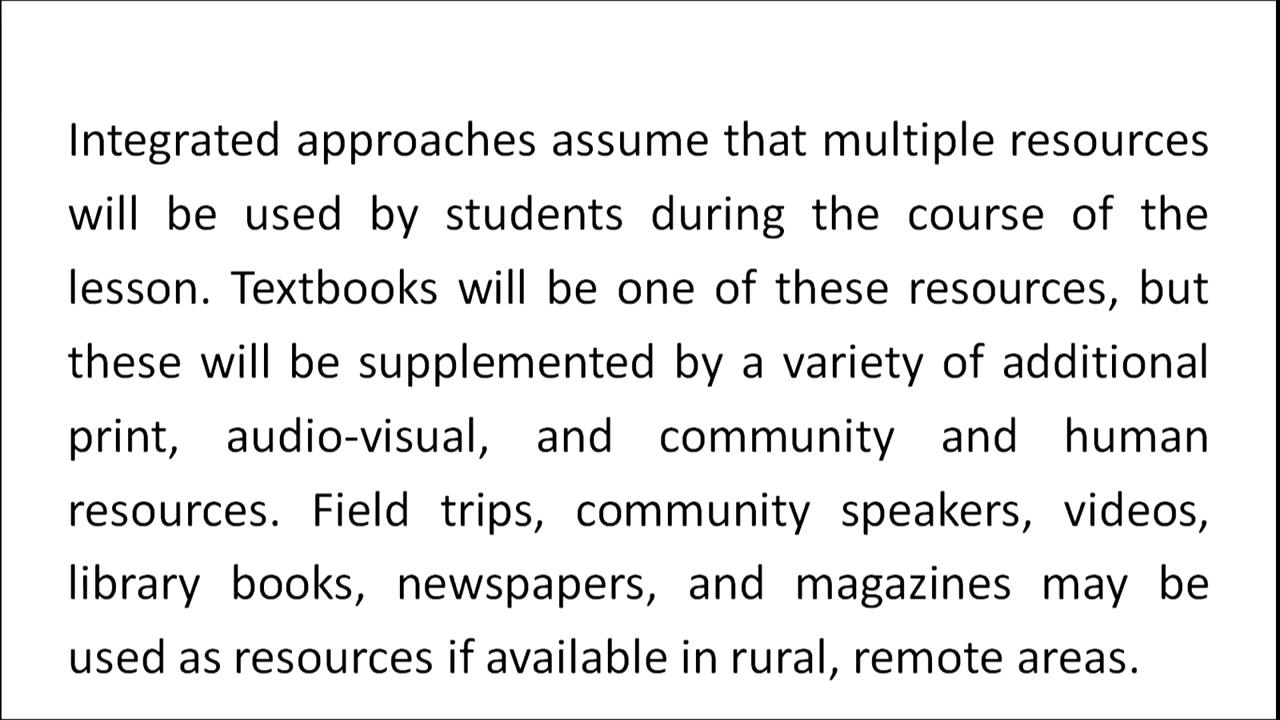 Integrated approaches assume that multiple resources
will be used by students during the course of the
lesson. Textbooks will be one of these resources, but
these will be supplemented by a variety of additional
print, audio-visual, and community and human
resources. Field trips, community speakers, videos,
library books, newspapers, and magazines may be
used as resources if available in rural, remote areas.